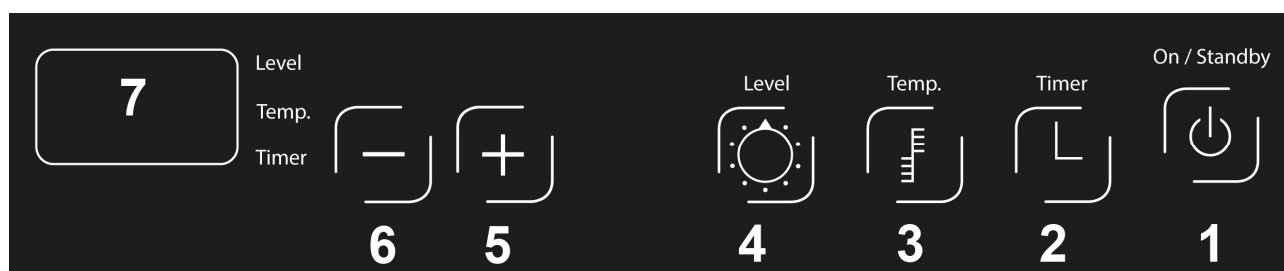 On / Standby
Level
Level
Temp.
Timer
7
Temp.
Timer
6
5
4
3
2
1